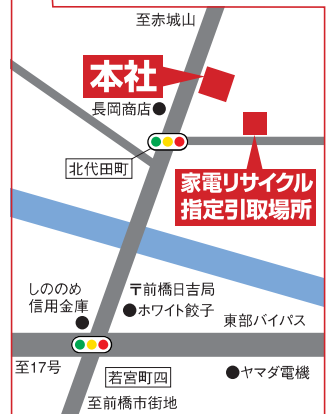 至赤城山
本社
長岡商店
北代田町
家電リサイクル
指定引取場所
しののめ
信用金庫
〒前橋日吉局
ホワイト餃子
東部バイパス
至17号
若宮町四
ヤマダ電機
至前橋市街地